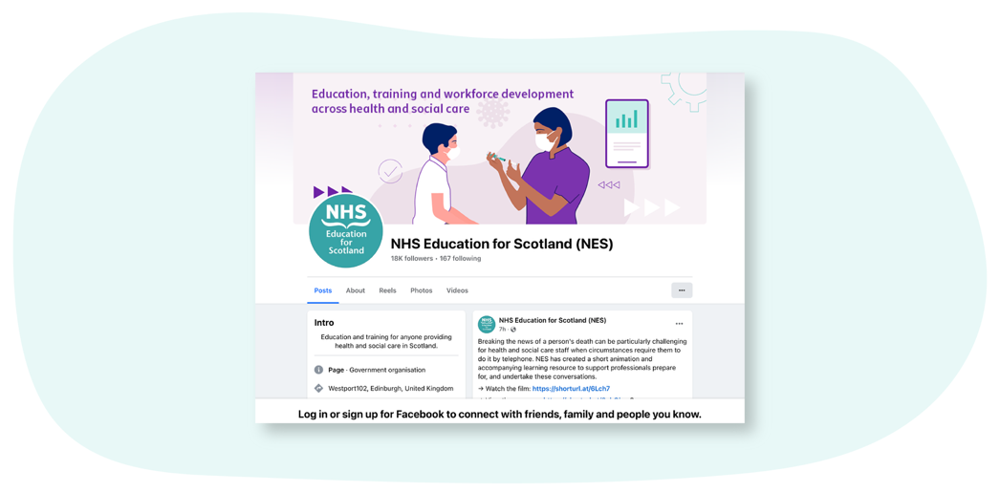 Education, training and workforce development
across health and social care
NHS
Education
for
Scotland
NHS Education for Scotland (NES)
18K followers • 167 following
Posts About Reels Photos Videos
Intro
Education and training for anyone providing
health and social care in Scotland.
Page · Government organisation
Westport102, Edinburgh, United Kingdom
NHS Education for Scotland (NES)
7h ·
Breaking the news of a person's death can be particularly challenging
for health and social care staff when circumstances require them to
do it by telephone. NES has created a short animation and
accompanying learning resource to support professionals prepare
for, and undertake these conversations.
→ Watch the film: https://shorturl.at/6Lch7
Log in or sign up for Facebook to connect with friends, family and people you know.